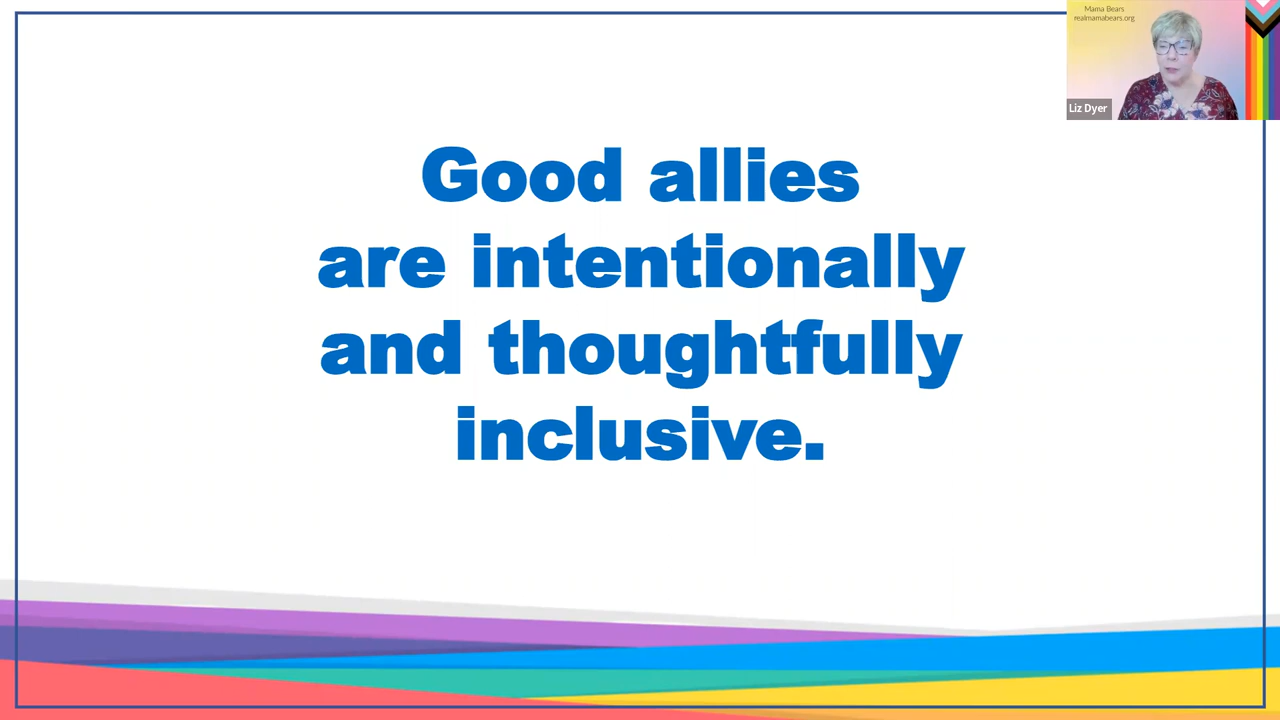 Mama Bears
realmamabears.org
Liz Dyer
Good allies
are intentionally
and thoughtfully
inclusive.